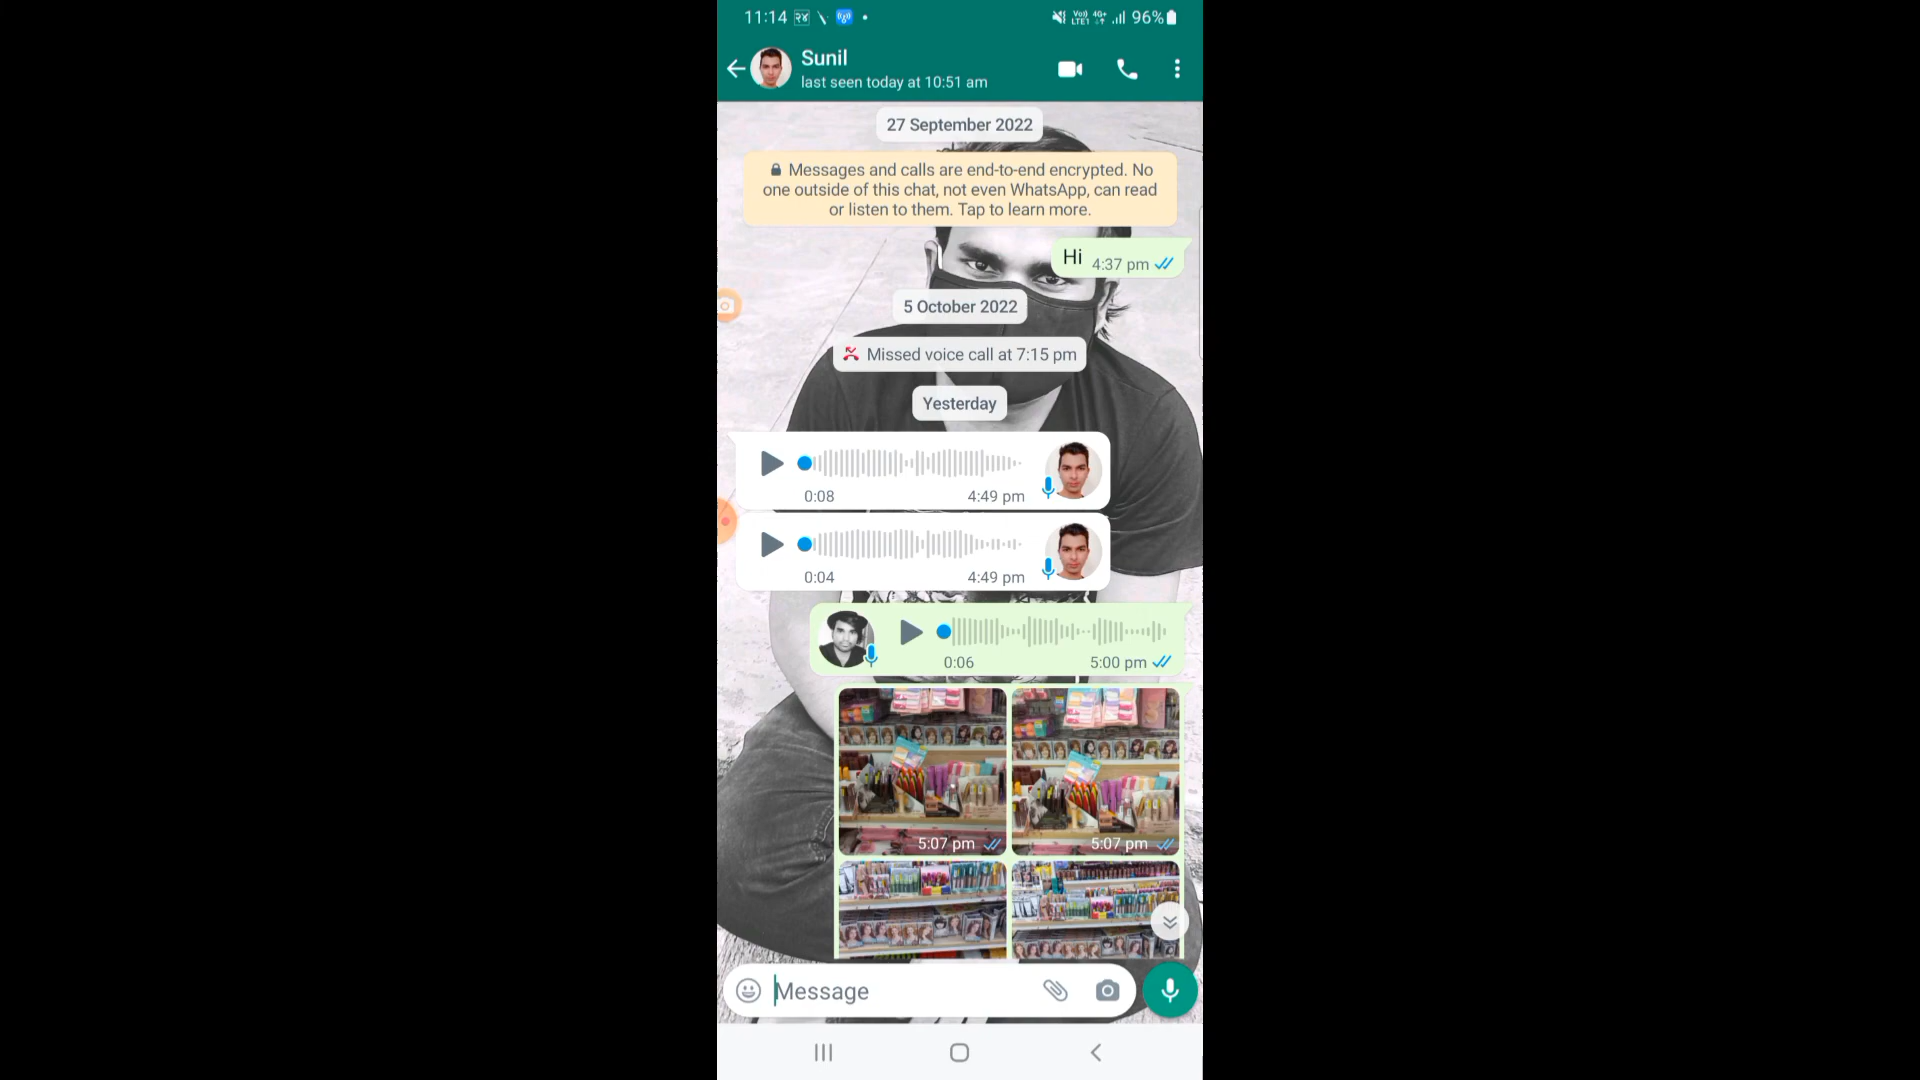 11:14 २४
Vo)) LTE1 4G+ 96%
Sunil
last seen today at 10:51 am
27 September 2022
Messages and calls are end-to-end encrypted. No
one outside of this chat, not even WhatsApp, can read
or listen to them. Tap to learn more.
Hi 4:37 pm
5 October 2022
Missed voice call at 7:15 pm
Yesterday
0:08 4:49 pm
0:04 4:49 pm
0:06 5:00 pm
5:07 pm 5:07 pm
Message